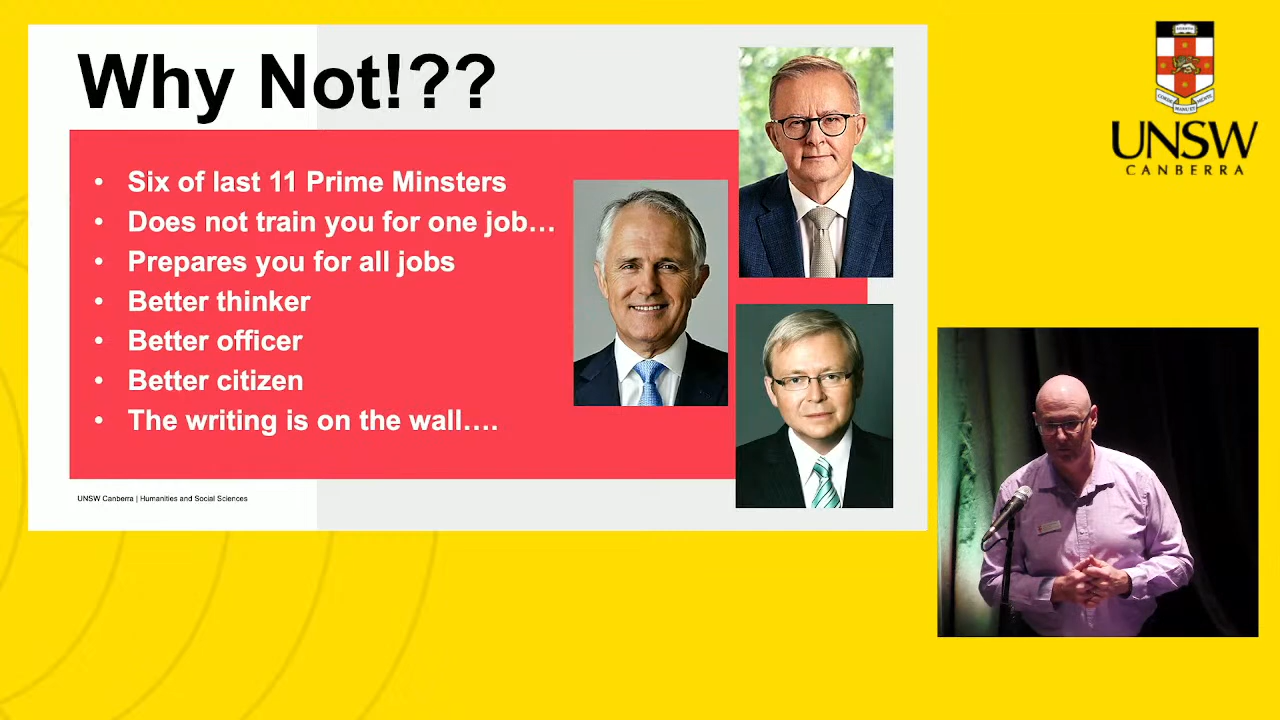 Why Not!??
• Six of last 11 Prime Minsters
• Does not train you for one job…
• Prepares you for all jobs
• Better thinker
• Better officer
• Better citizen
• The writing is on the wall….
UNSW Canberra | Humanities and Social Sciences
UNSW
CANBERRA